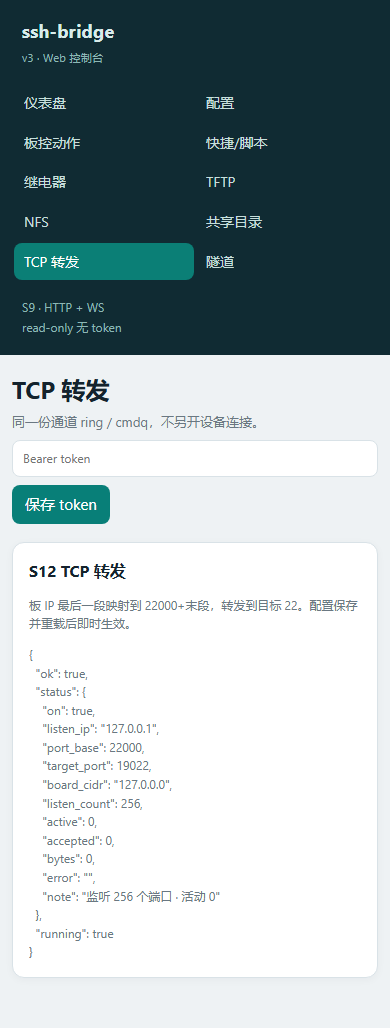 ssh-bridge
v3 · Web 控制台
仪表盘
配置
板控动作
快捷/脚本
继电器
TFTP
NFS
共享目录
TCP 转发
隧道
S9 · HTTP + WS
read-only 无 token
TCP 转发
同一份通道 ring / cmdq，不另开设备连接。
Bearer token
保存 token
S12 TCP 转发
板 IP 最后一段映射到 22000+末段，转发到目标 22。配置保存
并重载后即时生效。
{
  "ok": true,
  "status": {
    "on": true,
    "listen_ip": "127.0.0.1",
    "port_base": 22000,
    "target_port": 19022,
    "board_cidr": "127.0.0.0",
    "listen_count": 256,
    "active": 0,
    "accepted": 0,
    "bytes": 0,
    "error": "",
    "note": "监听 256 个端口 · 活动 0"
  },
  "running": true
}